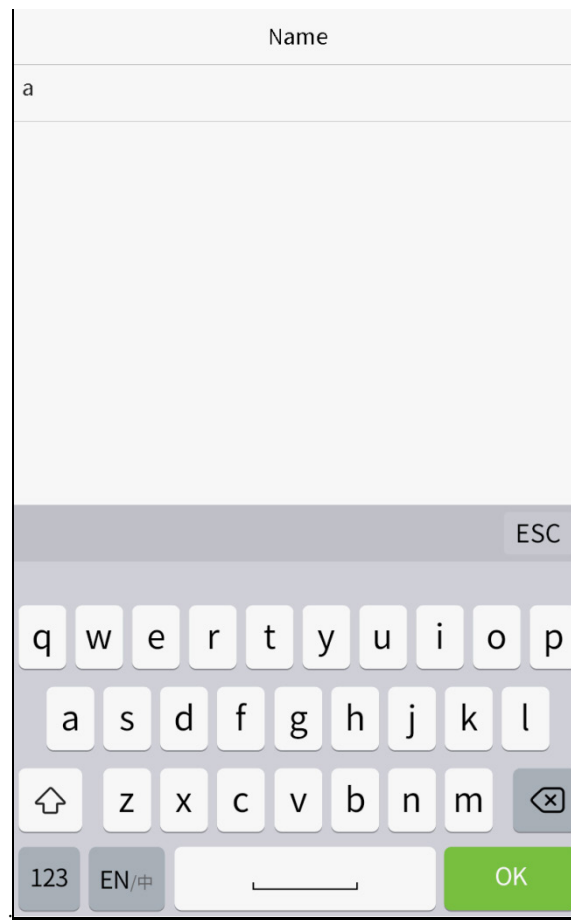 Name
a
ESC
q w e r t y u i o p
a s d f g h j k l
z x c v b n m
123 EN/中 OK